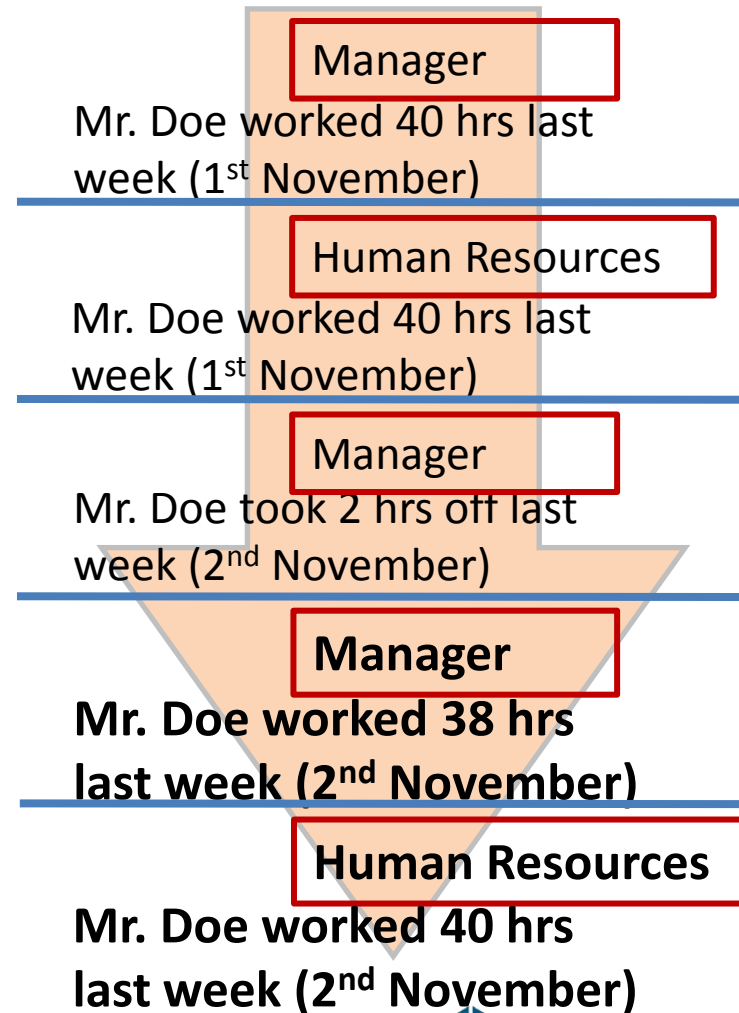 Manager
Mr. Doe worked 40 hrs last
week (1st November)
Human Resources
Mr. Doe worked 40 hrs last
week (1st November)
Manager
Mr. Doe took 2 hrs off last
week (2nd November)
Manager
Mr. Doe worked 38 hrs
last week (2nd November)
Human Resources
Mr. Doe worked 40 hrs
last week (2nd November)